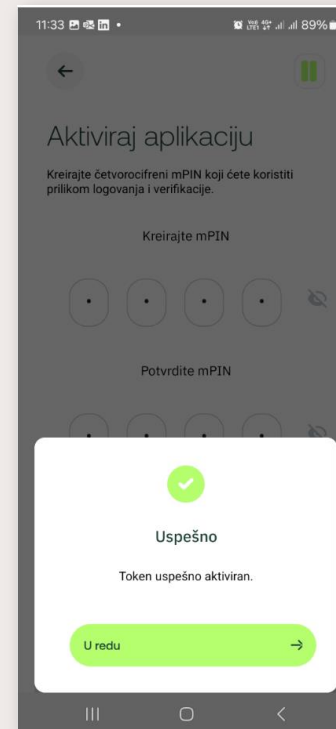 11:33
89%
Aktiviraj aplikaciju
Kreirajte četvorocifreni mPIN koji ćete koristiti
prilikom logovanja i verifikacije.
Kreirajte mPIN
Potvrdite mPIN
Uspešno
Token uspešno aktiviran.
U redu